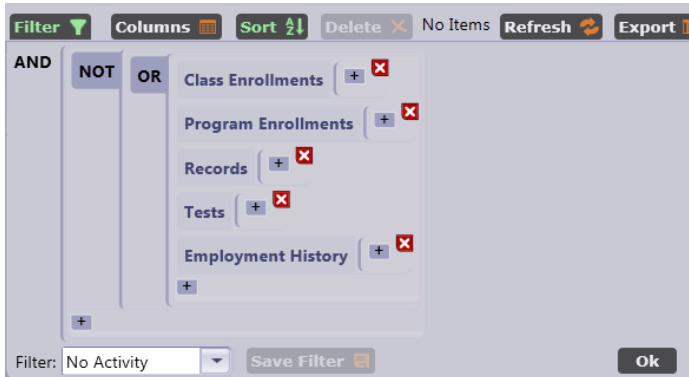 Filter Columns Sort Delete No Items Refresh Export
AND NOT OR Class Enrollments +
Program Enrollments +
Records +
Tests +
Employment History +
+
+
Filter: No Activity Save Filter Ok